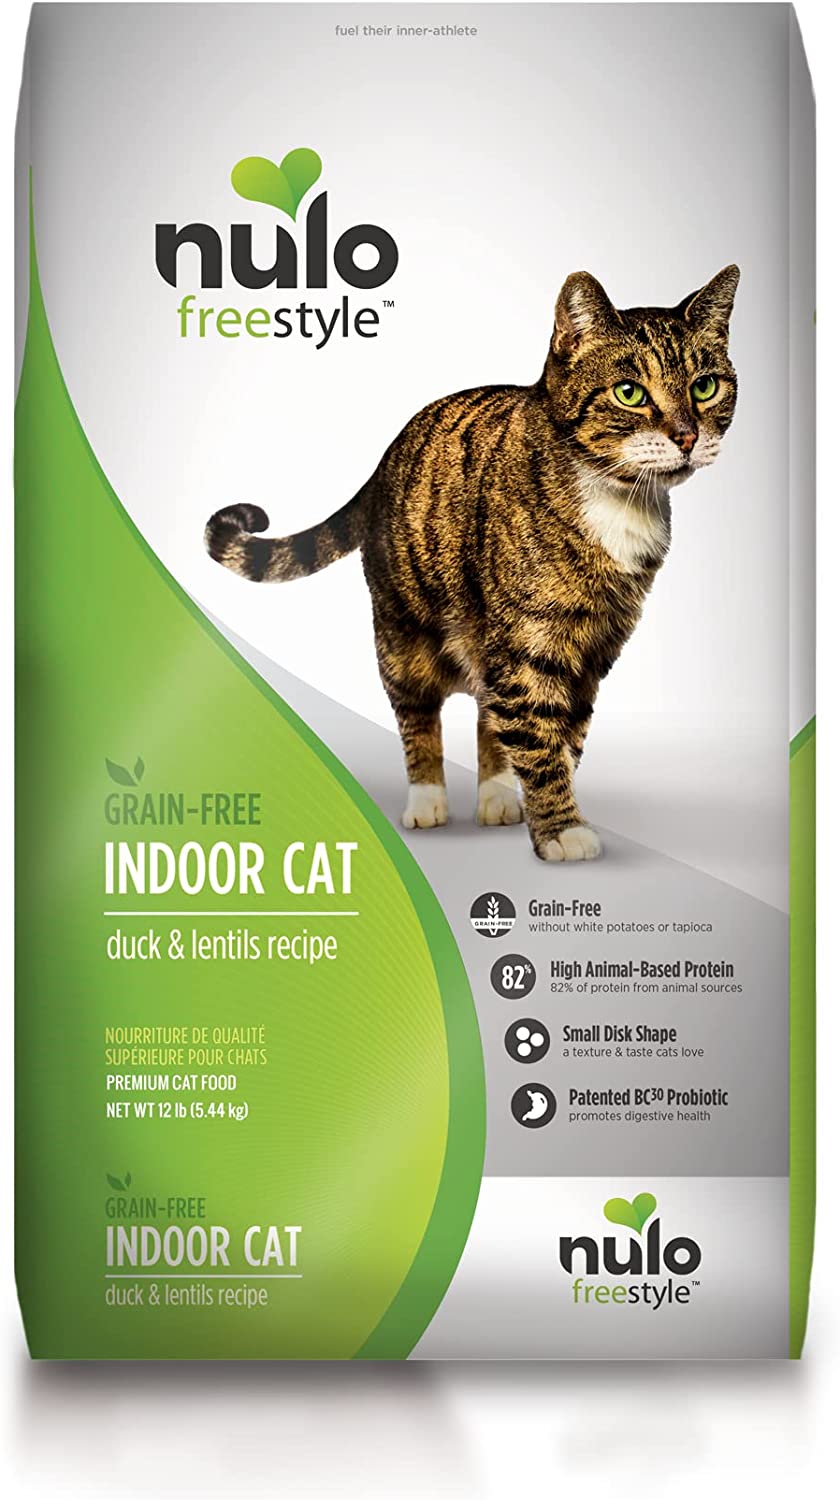 fuel their inner-athlete
nulo
freestyle™
GRAIN-FREE
INDOOR CAT
duck & lentils recipe
NOURRITURE DE QUALITÉ
SUPÉRIEURE POUR CHATS
PREMIUM CAT FOOD
NET WT 12 lb (5.44 kg)
GRAIN-FREE
Grain-Free
without white potatoes or tapioca
82%
High Animal-Based Protein
82% of protein from animal sources
Small Disk Shape
a texture & taste cats love
Patented BC30 Probiotic
promotes digestive health
GRAIN-FREE
INDOOR CAT
duck & lentils recipe
nulo
freestyle™